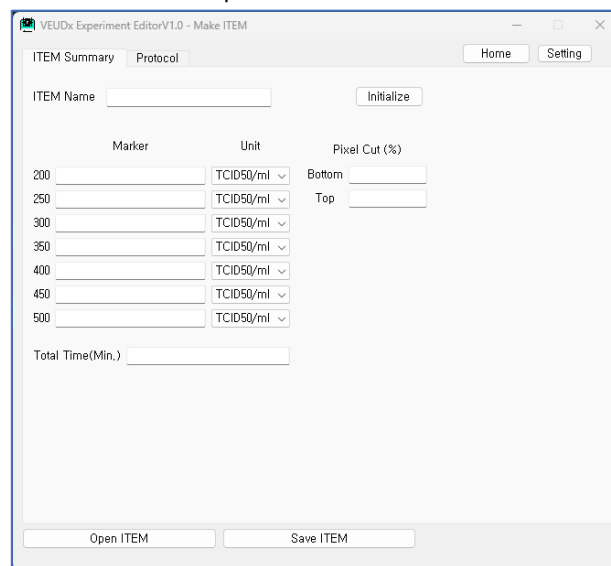 VEUDx Experiment EditorV1.0 - Make ITEM
ITEM Summary Protocol Home Setting
ITEM Name Initialize
Marker Unit Pixel Cut (%)
200 TCID50/ml Bottom
250 TCID50/ml Top
300 TCID50/ml
350 TCID50/ml
400 TCID50/ml
450 TCID50/ml
500 TCID50/ml
Total Time(Min,)
Open ITEM Save ITEM